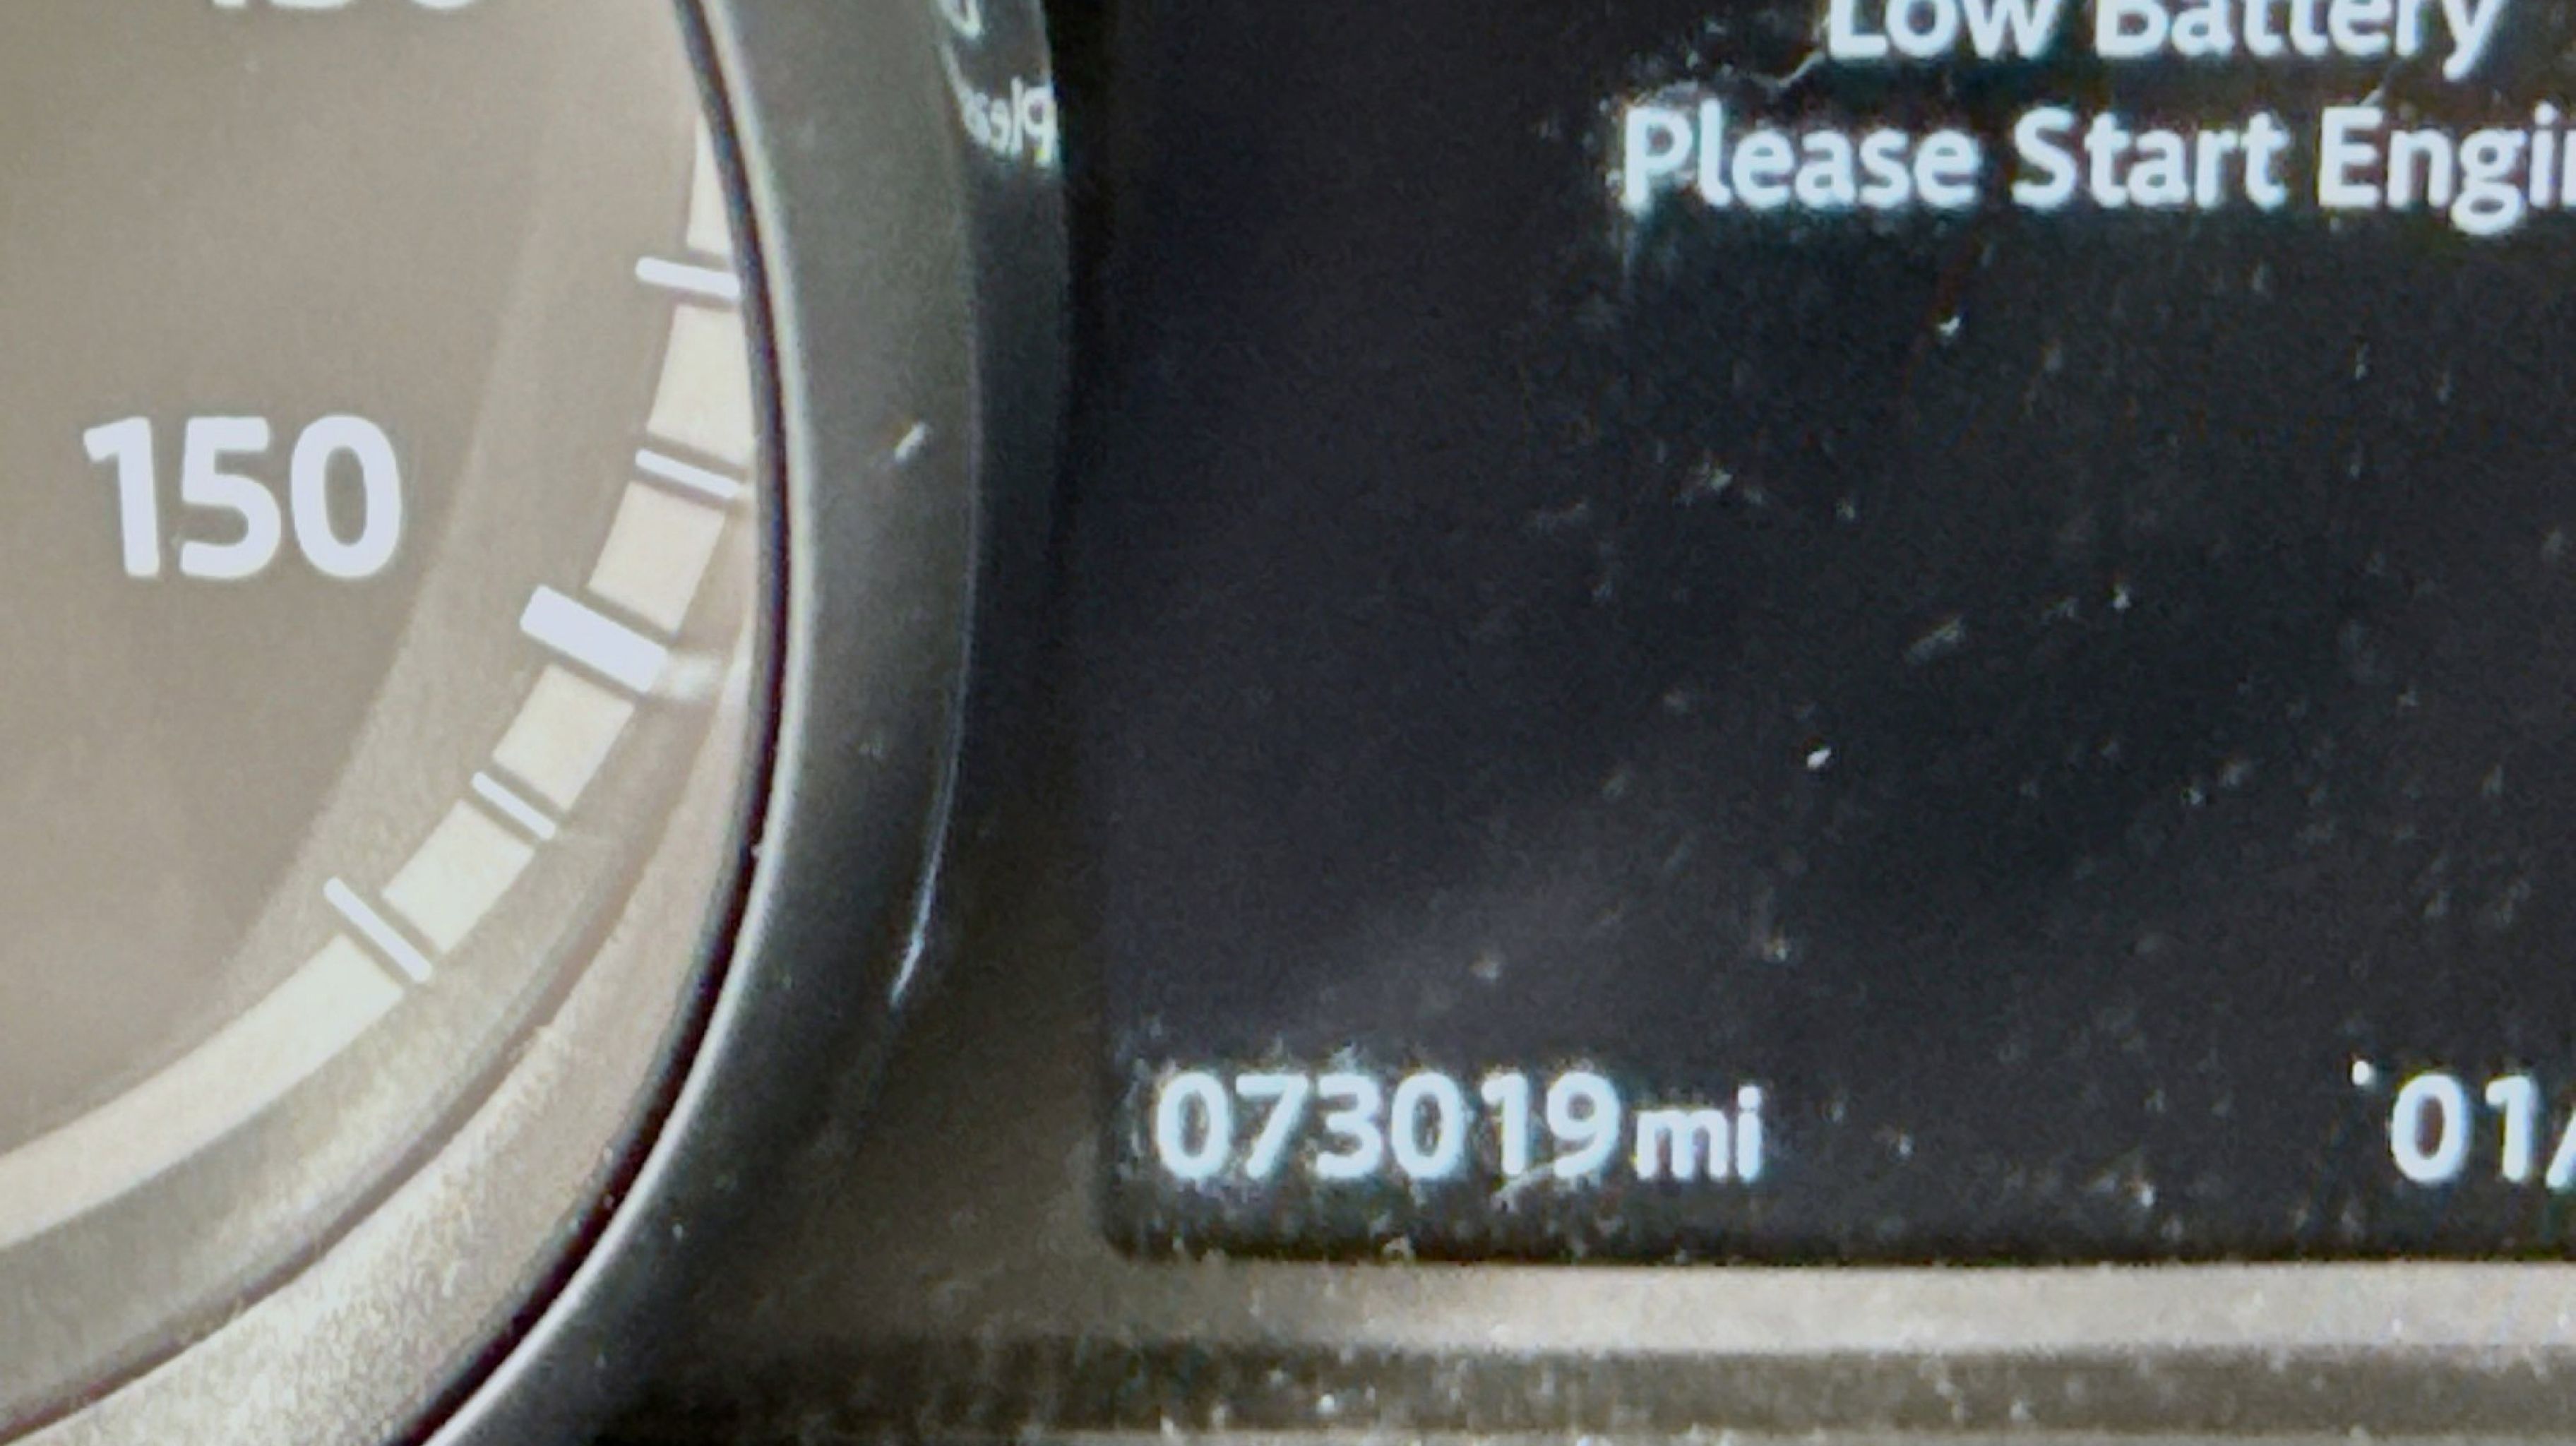 Low Battery
Please Start Engi
150
073019 mi
01/